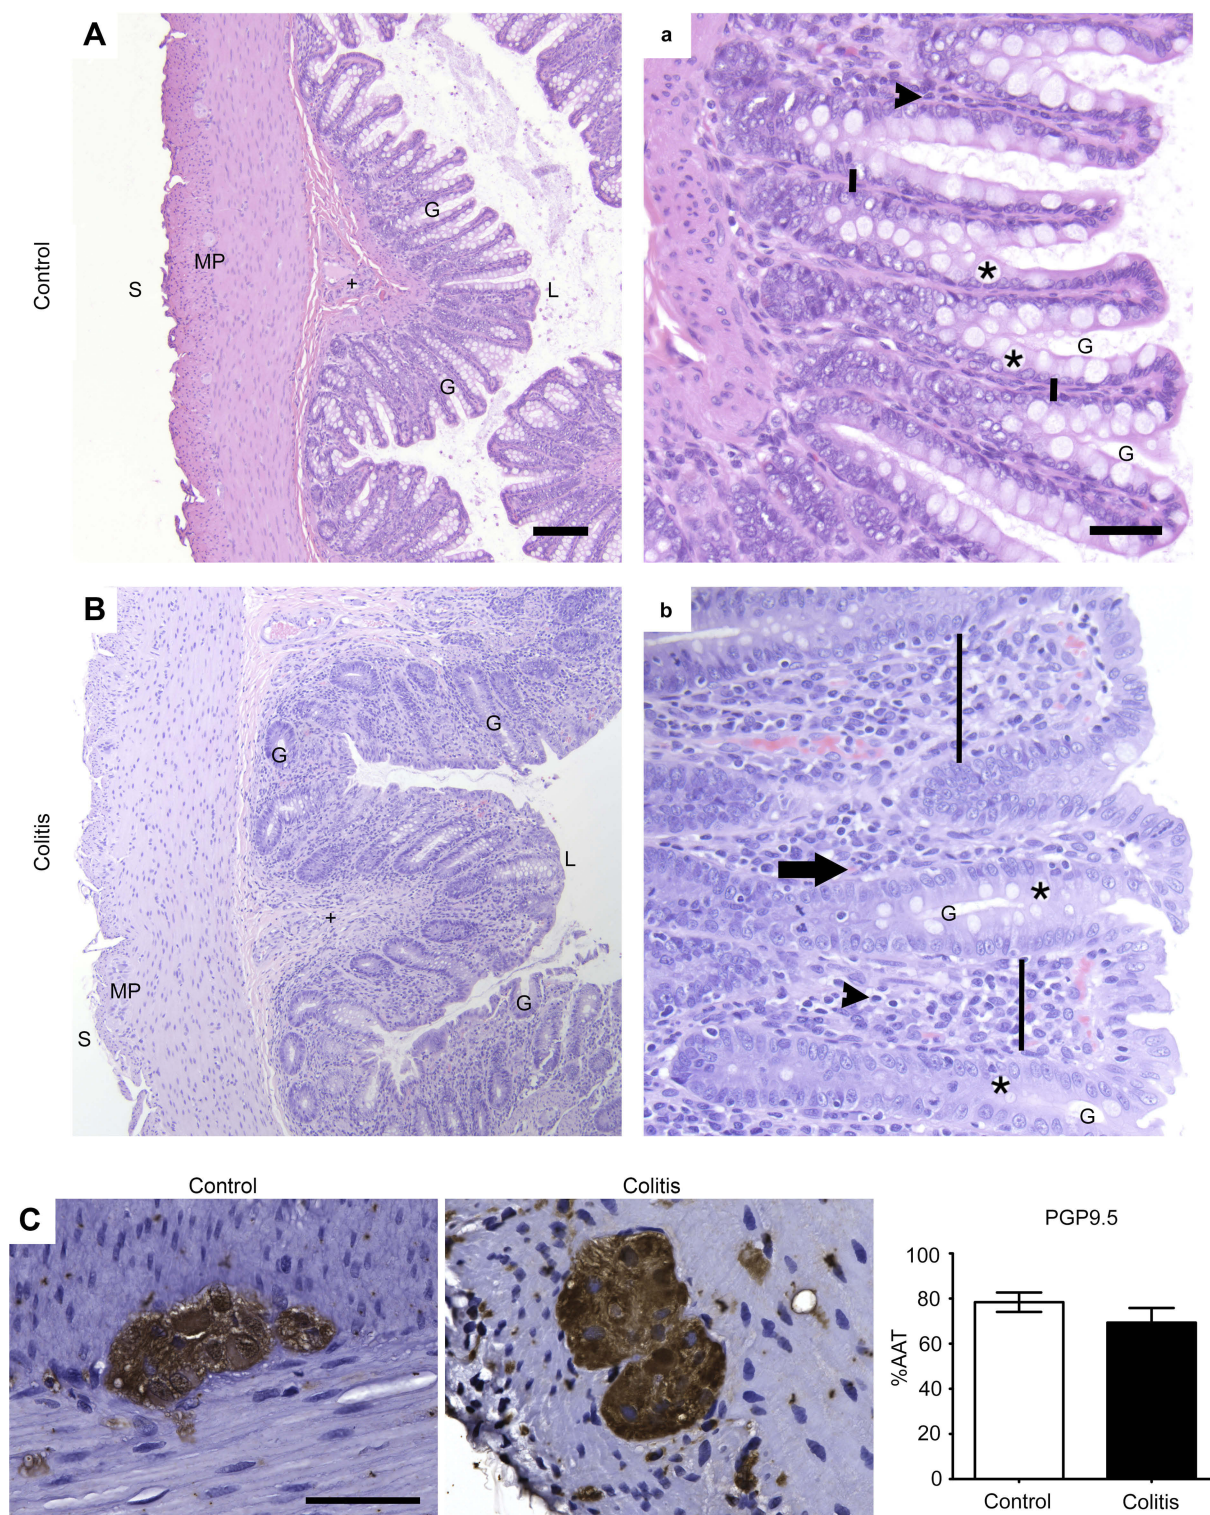 A
Control
S
MP
G
+
L
G
a
*
*
G
G
B
Colitis
S
MP
G
G
+
L
G
b
*
G
*
G
C
Control
Colitis
PGP9.5
%AAT
100
80
60
40
20
0
Control
Colitis